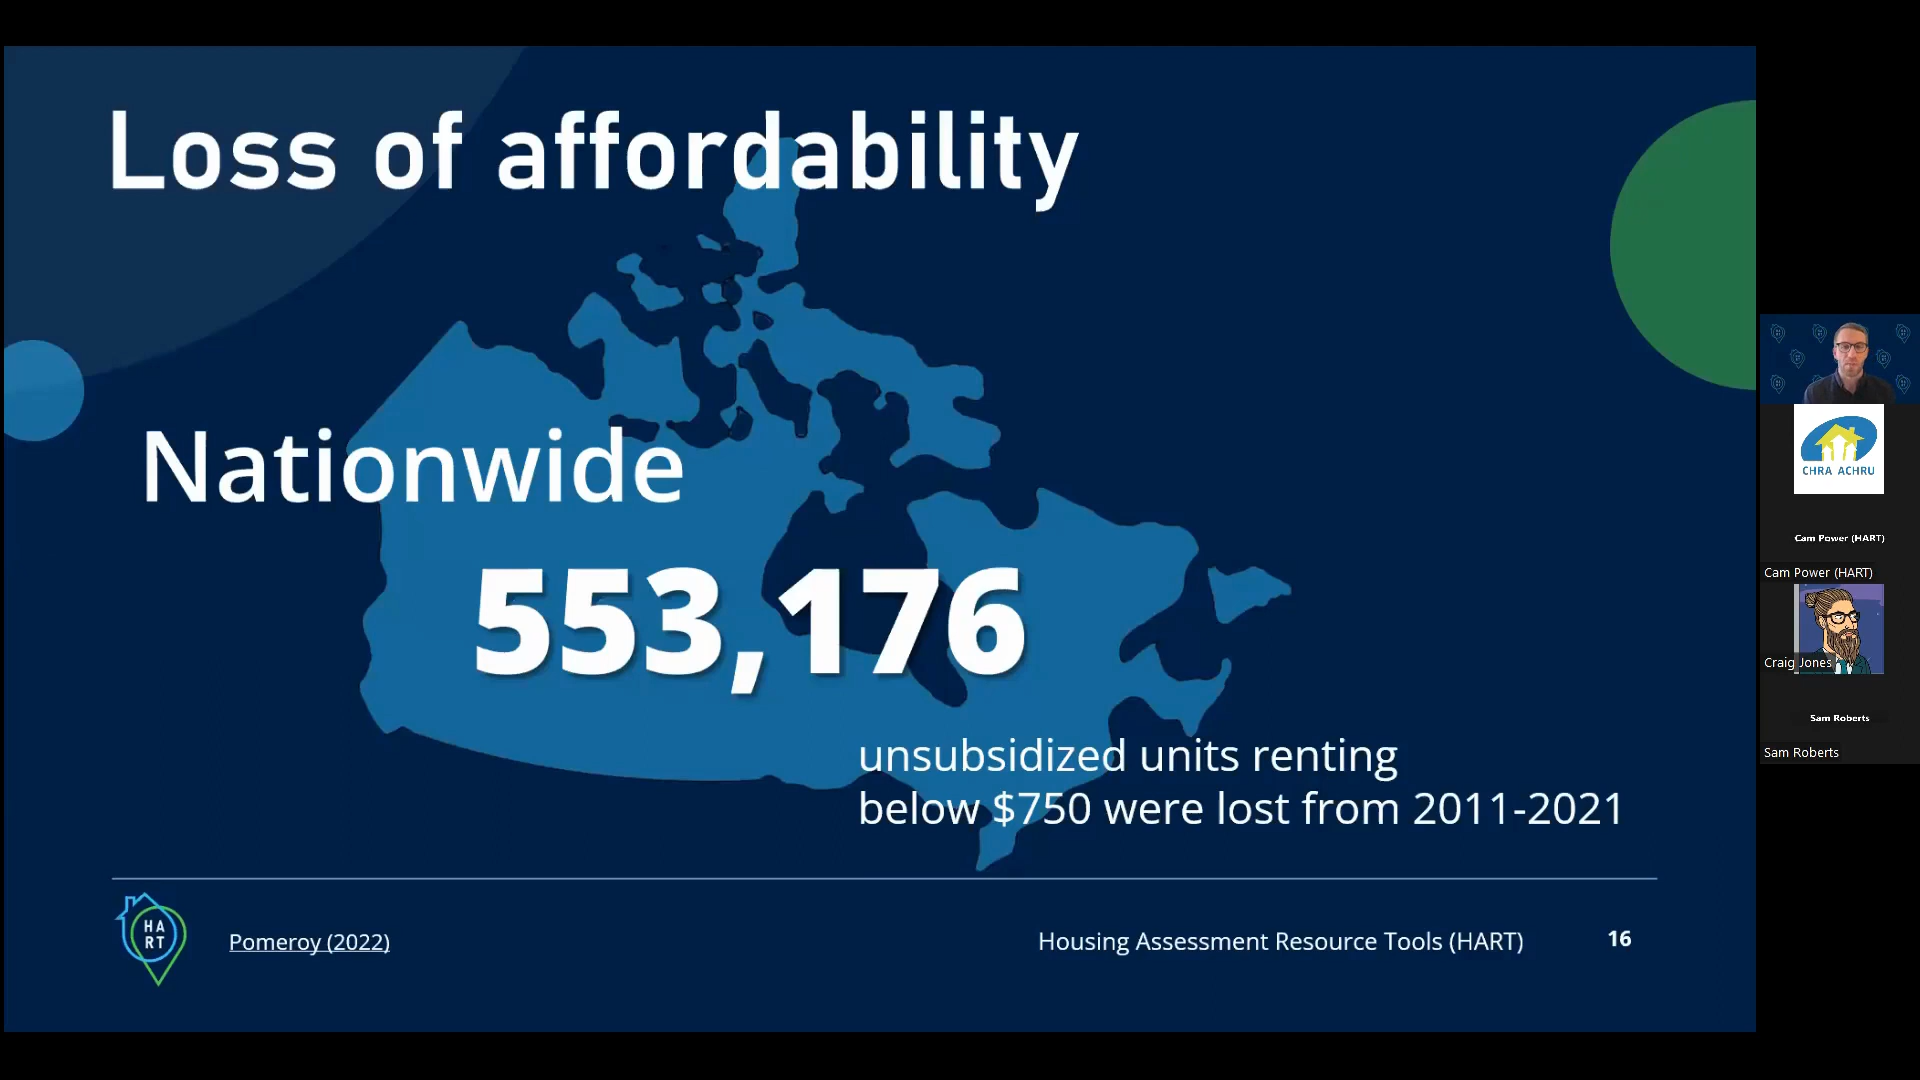 Loss of affordability
Nationwide
553,176
unsubsidized units renting
below $750 were lost from 2011-2021
HA
RT
Pomeroy (2022)
Housing Assessment Resource Tools (HART)
16
CHRA ACHRU
Cam Power (HART)
Cam Power (HART)
Craig Jones
Sam Roberts
Sam Roberts